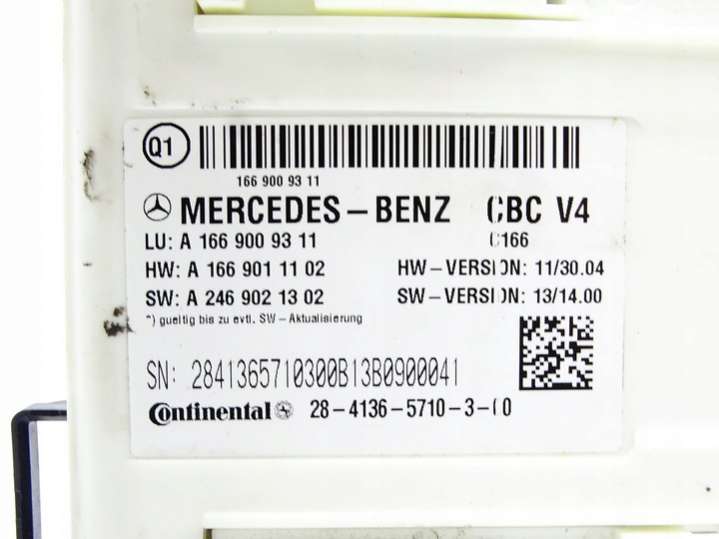 Q1
166 900 93 11
MERCEDES-BENZ CBC V4
LU: A 166 900 93 11 C166
HW: A 166 901 11 02 HW-VERSION: 11/30.04
SW: A 246 902 13 02 SW-VERSION: 13/14.00
*) gueltig bis zu evtl. SW-Aktualisierung
SN: 2841365710300B13B0900041
Continental 28-4136-5710-3-00